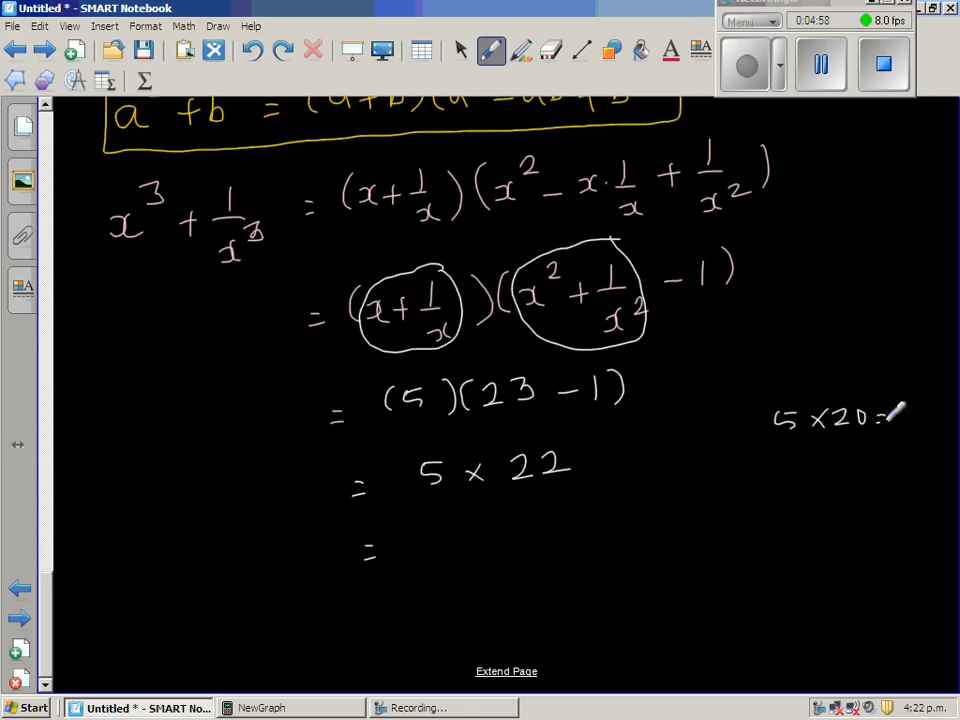 Untitled * - SMART Notebook
File Edit View Insert Format Math Draw Help
Menu 0:04:58 8.0 fps
x³ + 1/x³ = (x + 1/x)(x² - x · 1/x + 1/x²)
= (x + 1/x)(x² + 1/x² - 1)
= (5)(23 - 1)
5 × 20 =
= 5 × 22
=
Extend Page
Start Untitled * - SMART No... NewGraph Recording... 4:22 p.m.